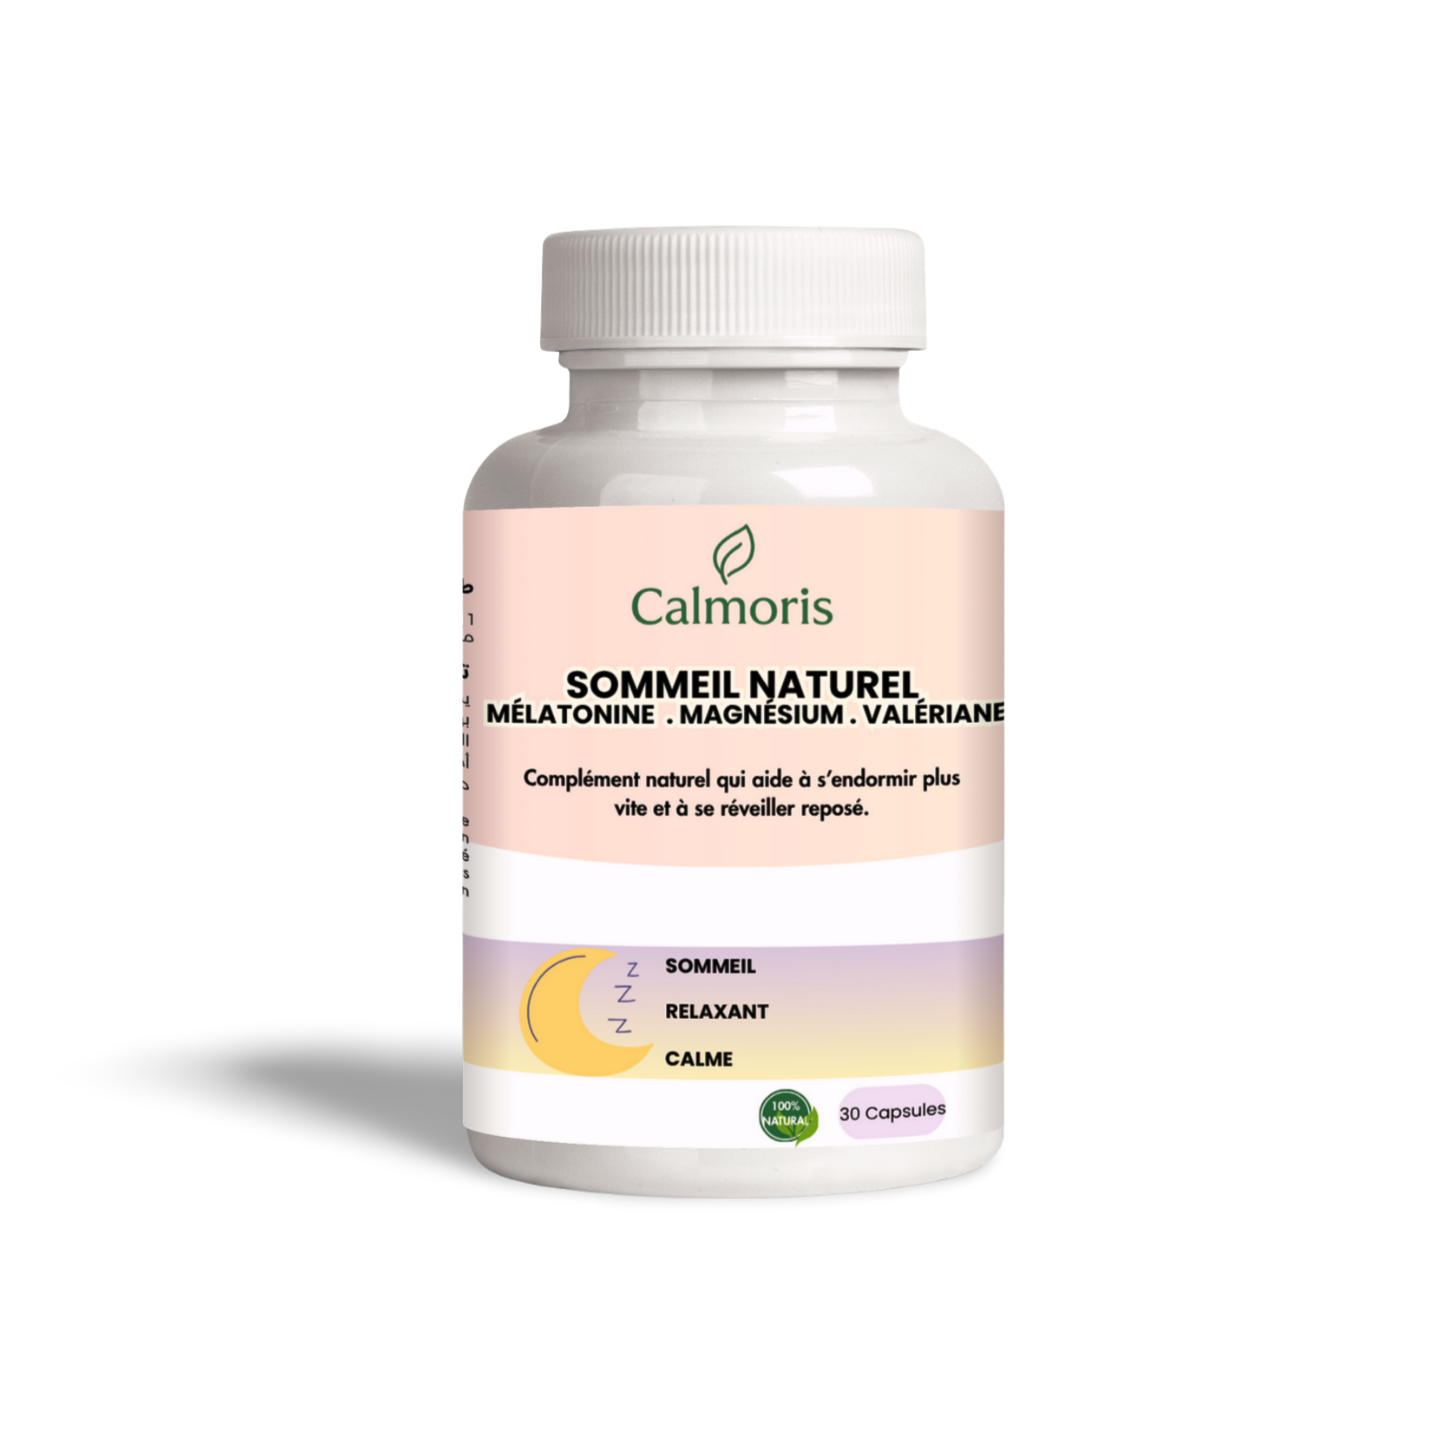 Calmoris
SOMMEIL NATUREL
MÉLATONINE . MAGNÉSIUM . VALÉRIANE
Complément naturel qui aide à s'endormir plus
vite et à se réveiller reposé.
z
Z
Z
SOMMEIL
RELAXANT
CALME
100%
NATURAL
30 Capsules